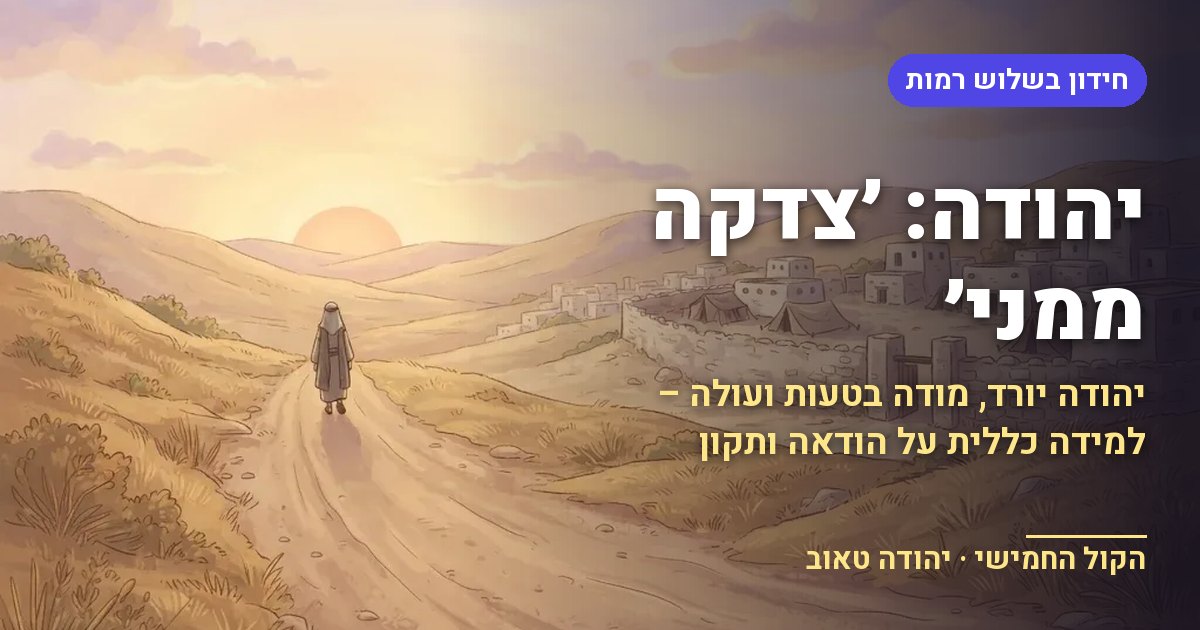 חידון בשלוש רמות
יהודה: ׳צדקה
ממני׳
יהודה יורד, מודה בטעות ועולה –
למידה כללית על הודאה ותקון
הקול החמישי · יהודה טאוב